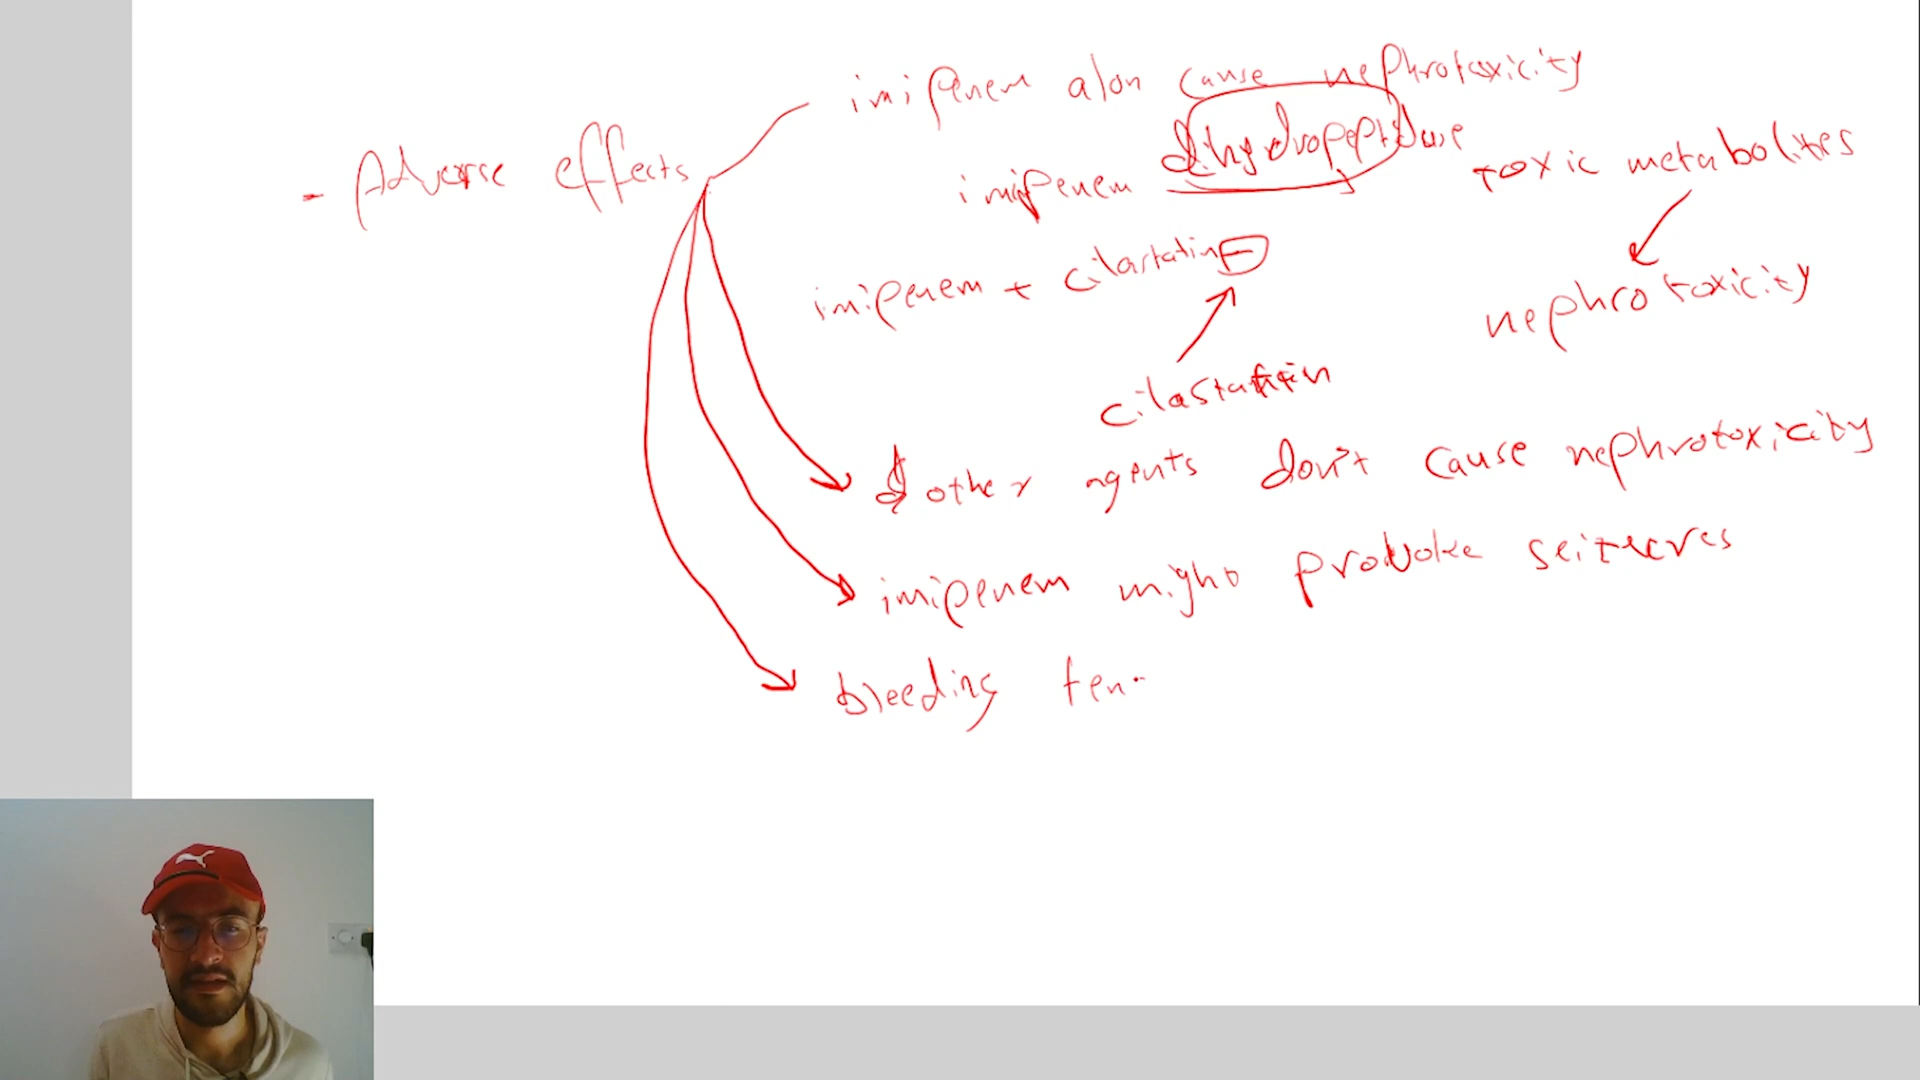 imipenem alon cause nephrotoxicity
- Adverse effects
imipenem dihydropeptidase toxic metabolites
imipenem + cilastatin
nephrotoxicity
cilastatin
other agents don't cause nephrotoxicity
imipenem might provoke
bleeding ten